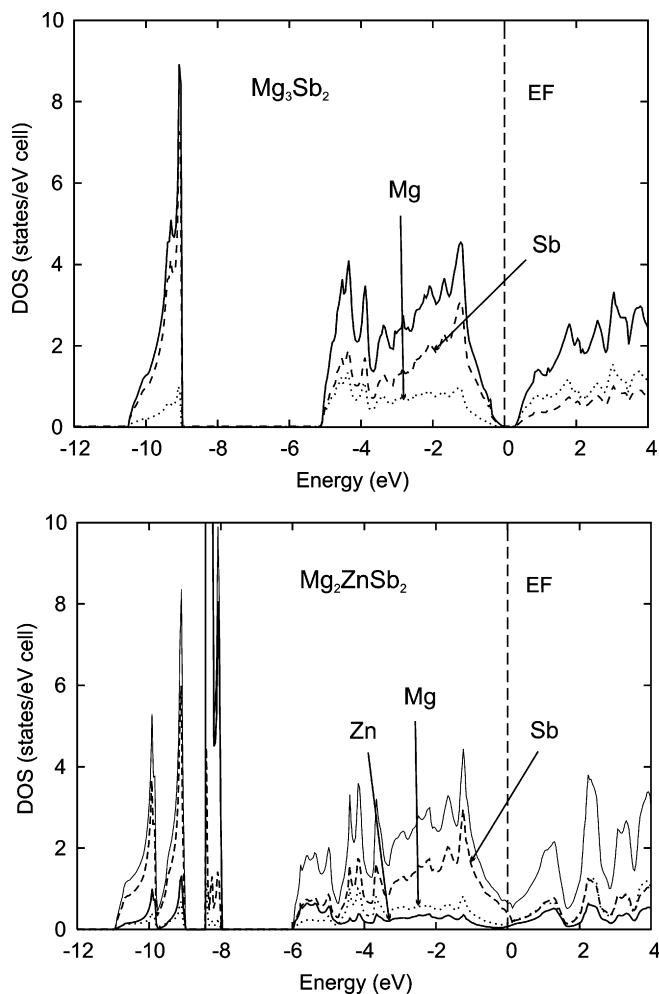 10
8
6
4
2
0
DOS (states/eV cell)
Mg3Sb2
EF
Mg
Sb
-12 -10 -8 -6 -4 -2 0 2 4
Energy (eV)
10
8
6
4
2
0
DOS (states/eV cell)
Mg2ZnSb2
EF
Mg
Zn
Sb
-12 -10 -8 -6 -4 -2 0 2 4
Energy (eV)